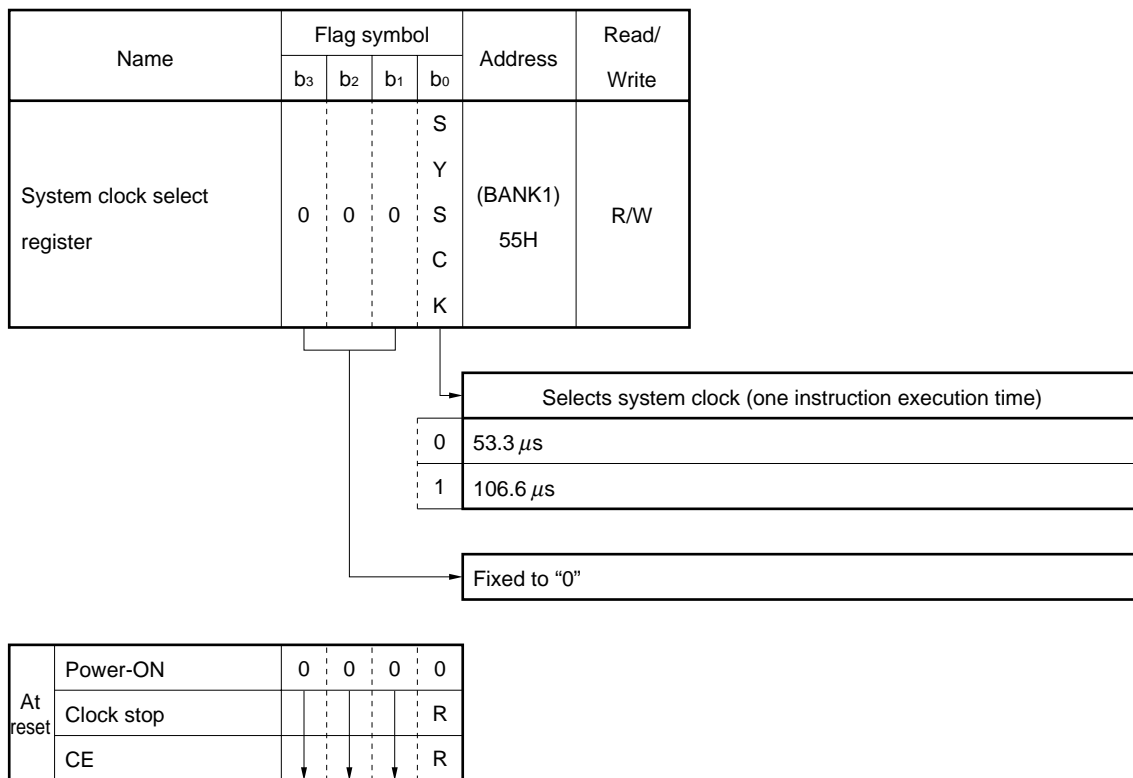 Name Flag symbol Address Read/
Write
b3 b2 b1 b0
System clock select
register
0 0 0
S
Y
S
C
K
(BANK1)
55H
R/W
Selects system clock (one instruction execution time)
0 53.3 μs
1 106.6 μs
Fixed to “0”
At
reset
Power-ON 0 0 0 0
Clock stop R
CE R